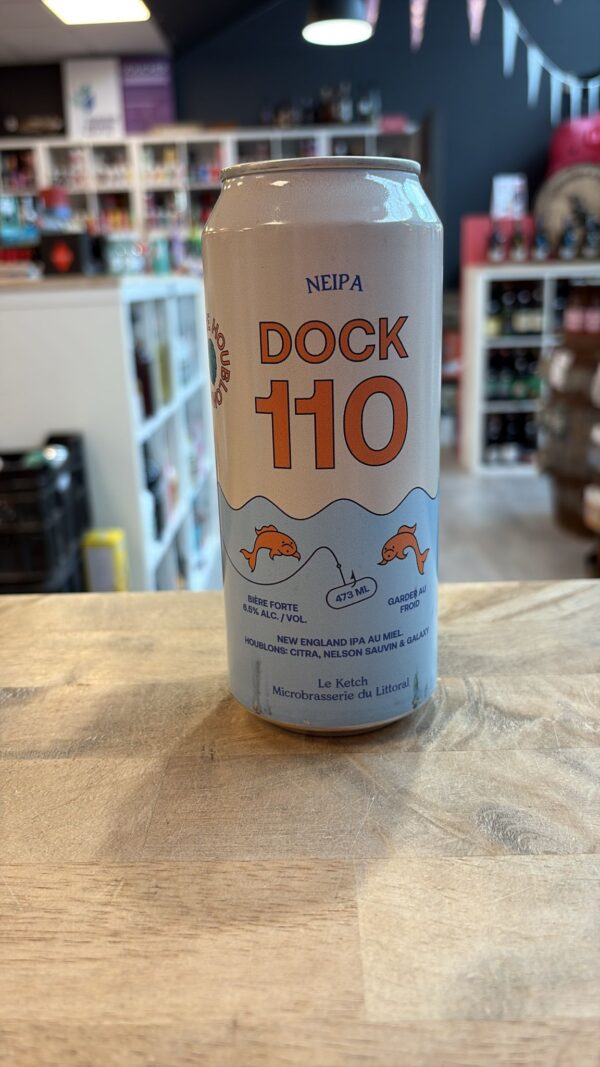 NEIPA
DOCK
110
E HOUBLO
473 ML
BIÈRE FORTE
6.5% ALC. / VOL.
GARDER AU
FROID
NEW ENGLAND IPA AU MIEL.
HOUBLONS: CITRA, NELSON SAUVIN & GALAXY
Le Ketch
Microbrasserie du Littoral